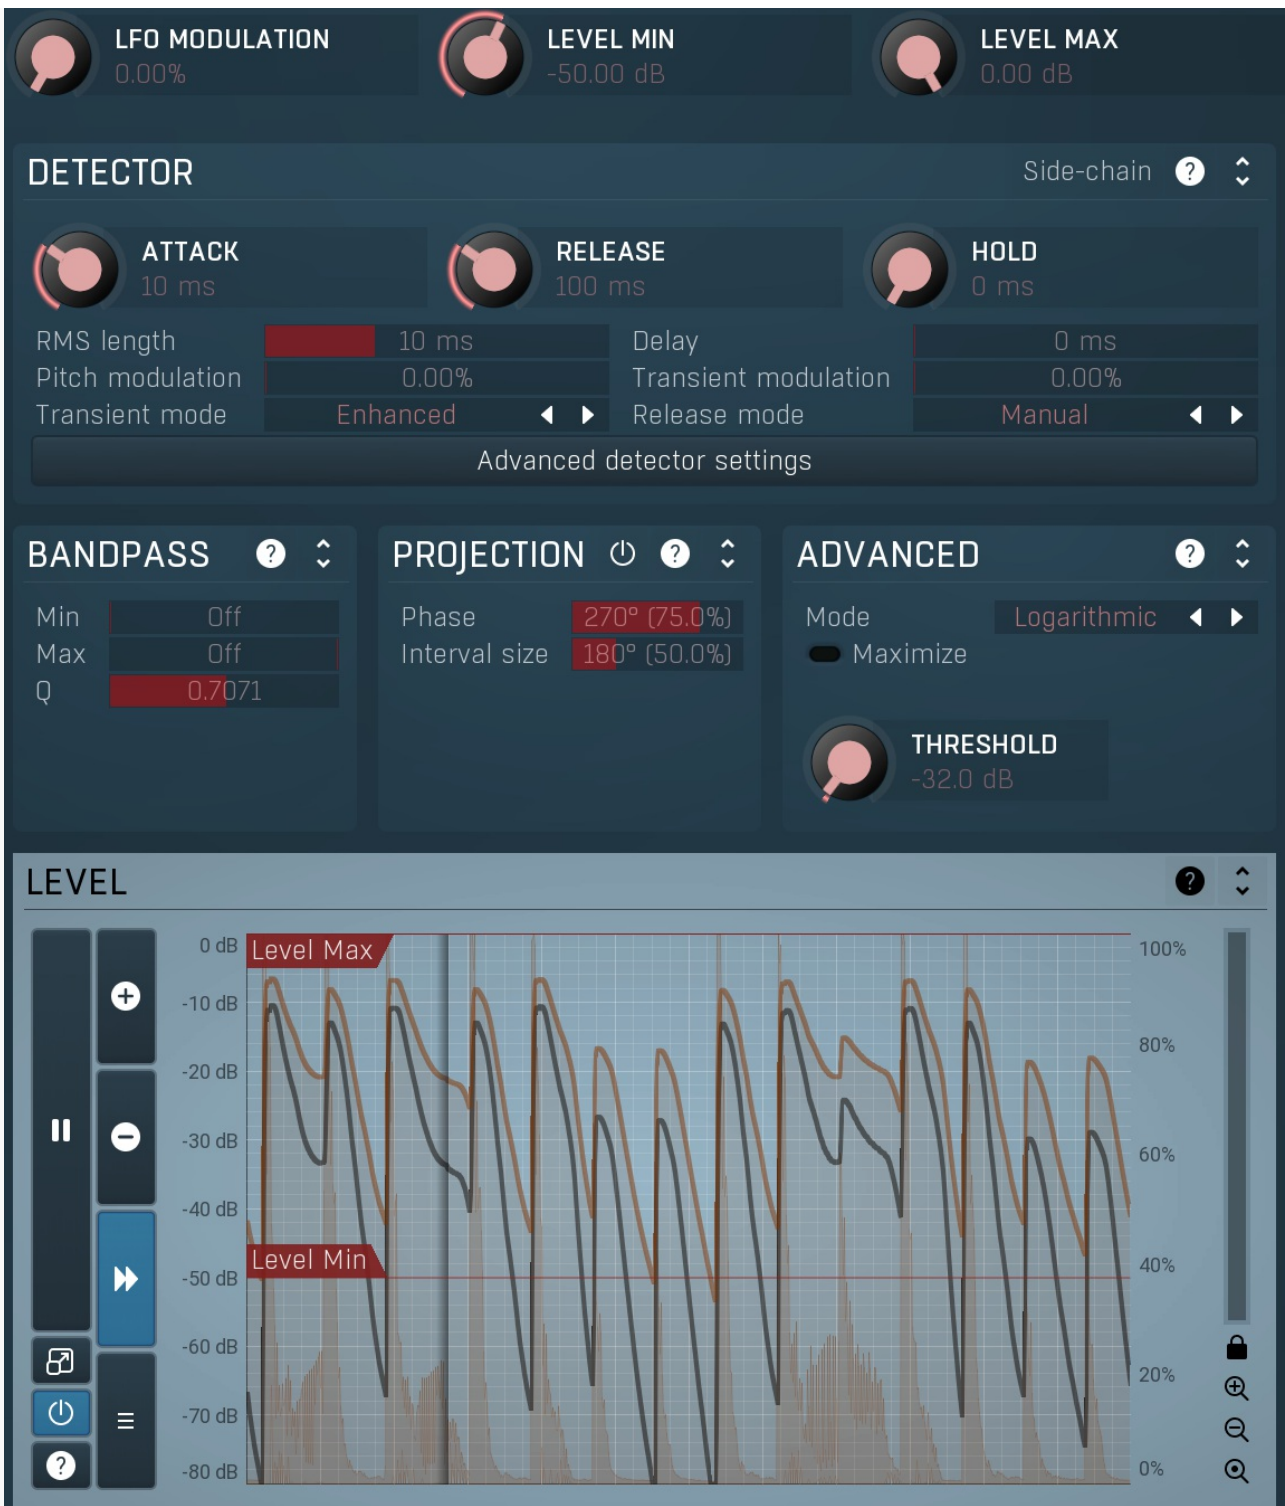 LFO MODULATION LEVEL MIN LEVEL MAX
0.00% -50.00 dB 0.00 dB
DETECTOR Side-chain ?
ATTACK RELEASE HOLD
10 ms 100 ms 0 ms
RMS length 10 ms Delay 0 ms
Pitch modulation 0.00% Transient modulation 0.00%
Transient mode Enhanced Release mode Manual
Advanced detector settings
BANDPASS ? PROJECTION ? ADVANCED ?
Min Off Phase 270° (75.0%) Mode Logarithmic
Max Off Interval size 180° (50.0%) Maximize
Q 0.7071
THRESHOLD
-32.0 dB
LEVEL ?
0 dB Level Max 100%
-10 dB
-20 dB 80%
-30 dB
60%
-40 dB
Level Min 40%
-50 dB
-60 dB
20%
-70 dB
-80 dB 0%
?